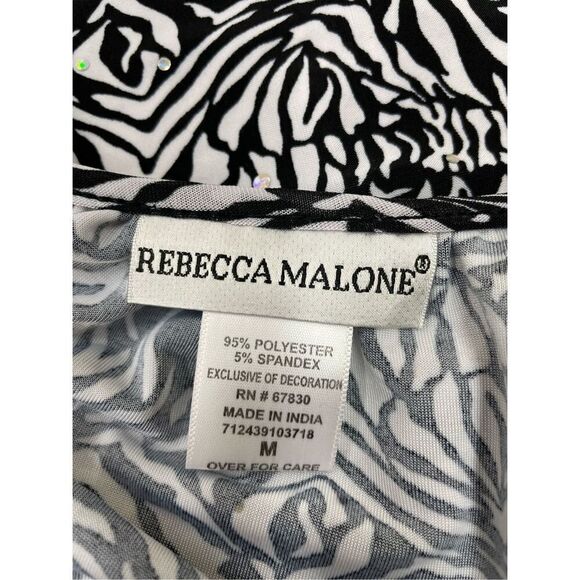 REBECCA MALONE®
95% POLYESTER
5% SPANDEX
EXCLUSIVE OF DECORATION
RN # 67830
MADE IN INDIA
712439103718
M
OVER FOR CARE